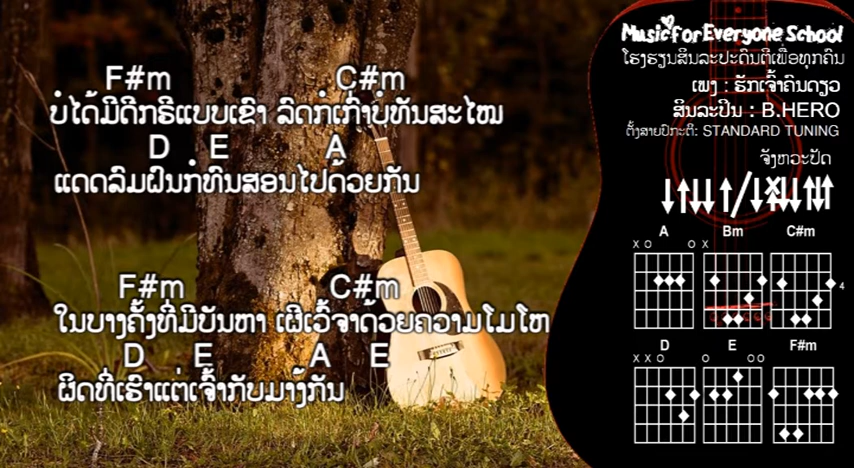 F#m C#m
ບໍ່ໄດ້ມີດີກຣີແບບເຂົາ ລົດກໍ່ເກົ່າບໍ່ທັນສະໄໝ
D E A
ແດດລົມຝົນກໍ່ທົນສອນໄປດ້ວຍກັນ
F#m C#m
ໃນບາງຄັ້ງທີ່ມີບັນຫາ ເຜີເວົ້າຈາດ້ວຍຄວາມໂມໂຫ
D E A E
ຜິດທີ່ເຮົາແຕ່ເຈົ້າກັບມາງໍ້ກັນ
Music For Everyone School
ໂຮງຮຽນສິນລະປະດົນຕີເພື່ອທຸກຄົນ
ເພງ : ຮັກເຈົ້າຄົນດຽວ
ສິນລະປິນ : B.HERO
ຕັ້ງສາຍປົກະຕິ: STANDARD TUNING
ຈັງຫວະປັດ
A Bm C#m
4
D E F#m